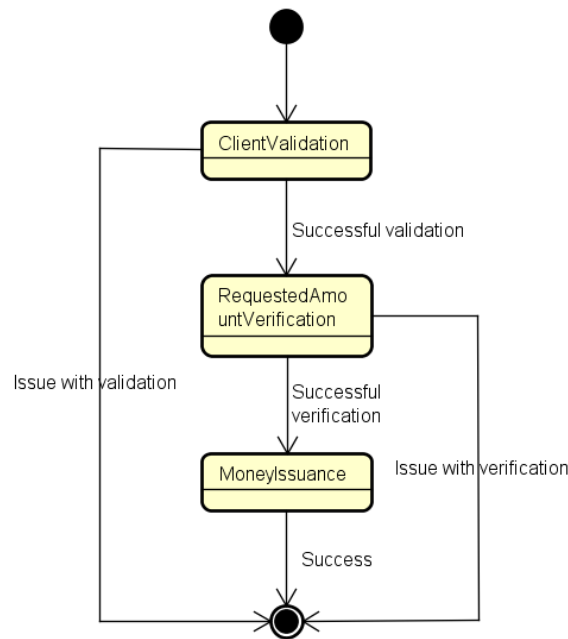 ClientValidation
Successful validation
RequestedAmo
untVerification
Issue with validation
Successful
verification
Issue with verification
MoneyIssuance
Success